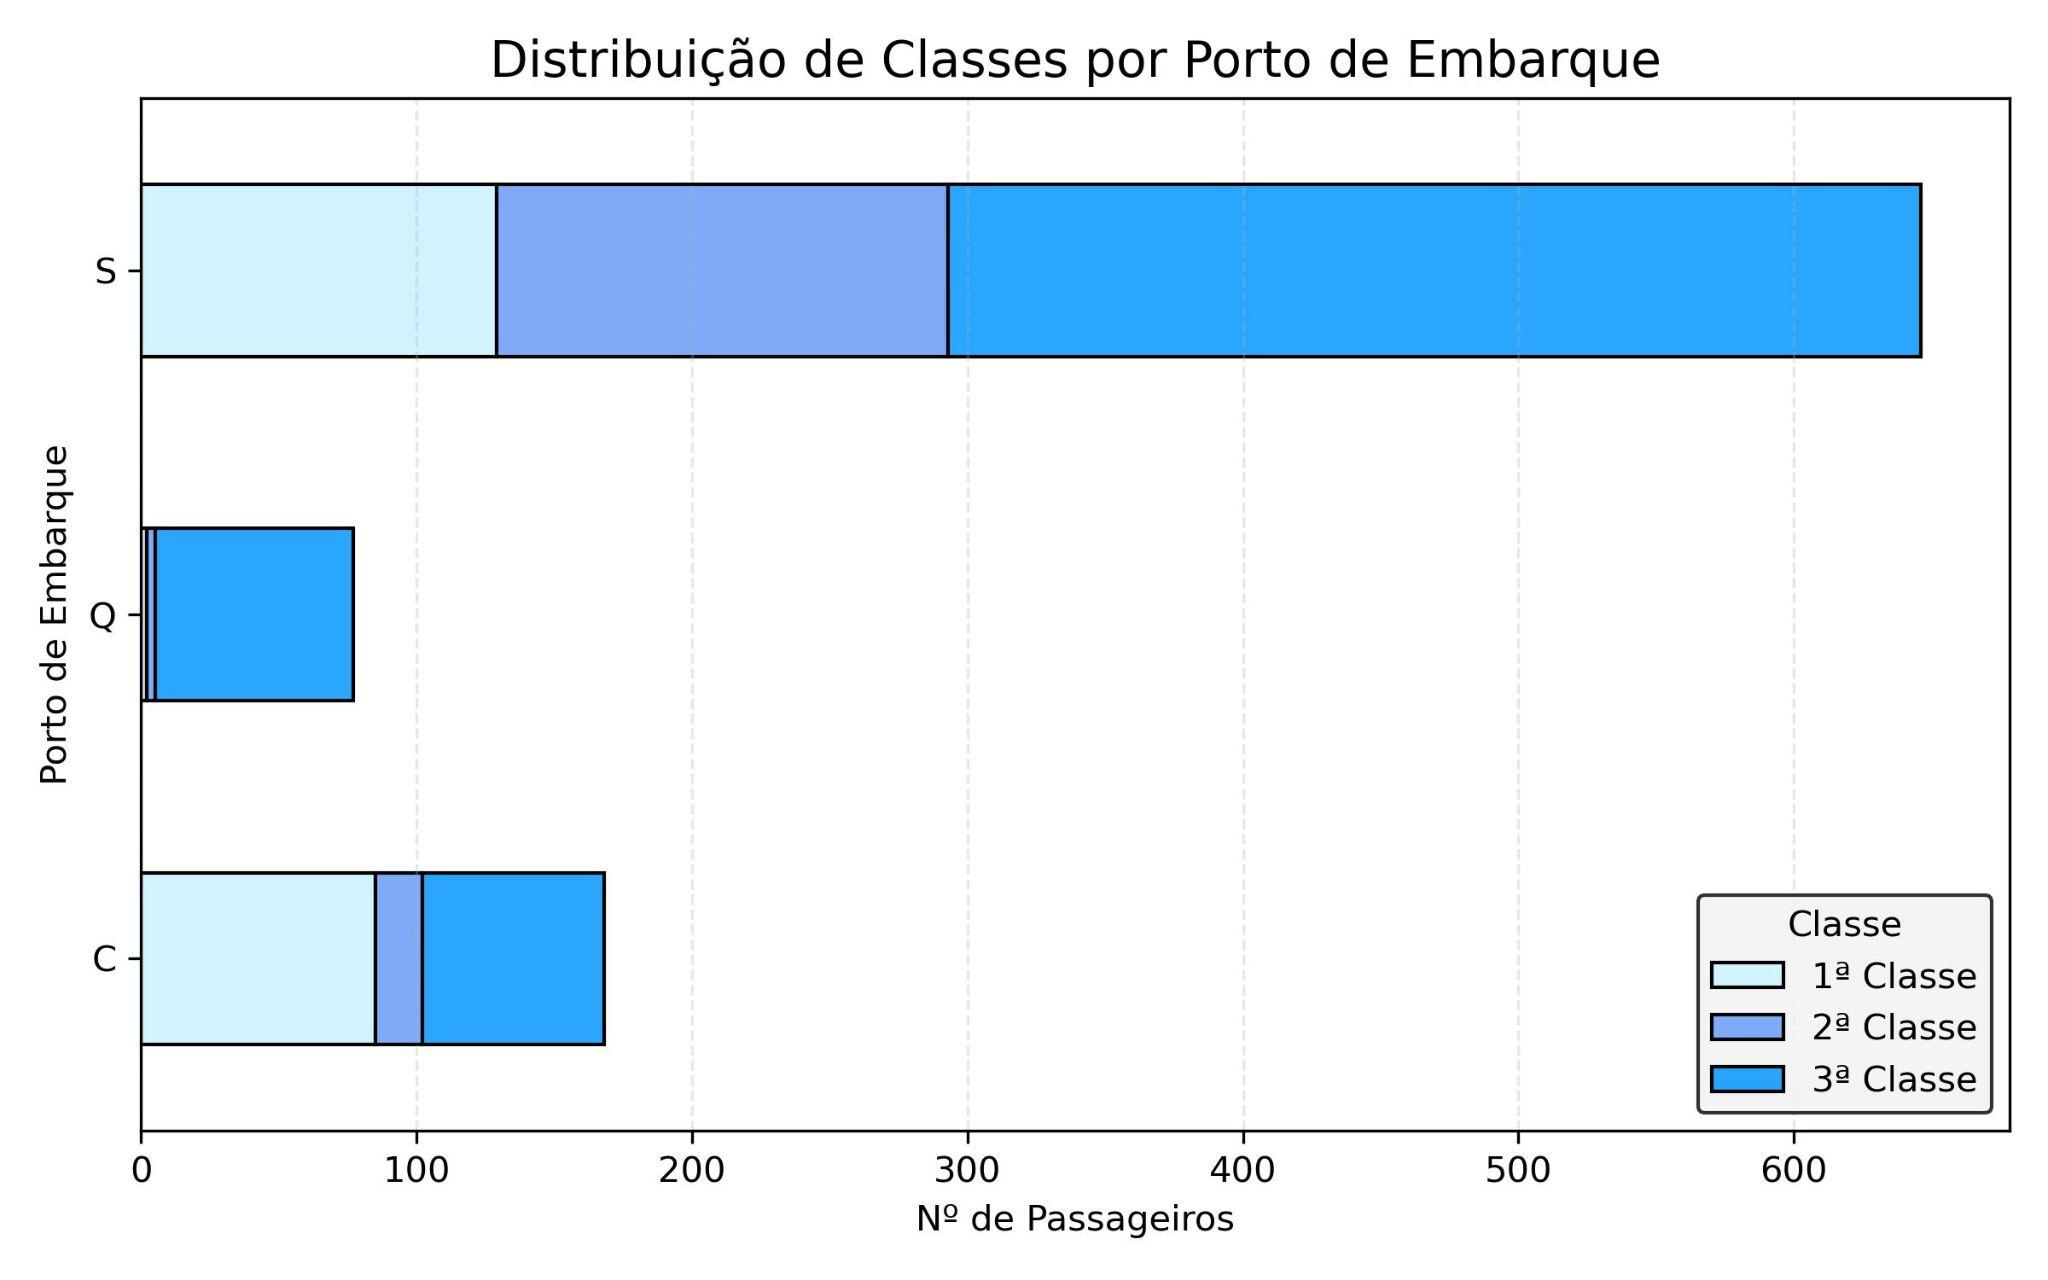 Distribuição de Classes por Porto de Embarque
Porto de Embarque
S
Q
C
0 100 200 300 400 500 600
Nº de Passageiros
Classe
1ª Classe
2ª Classe
3ª Classe